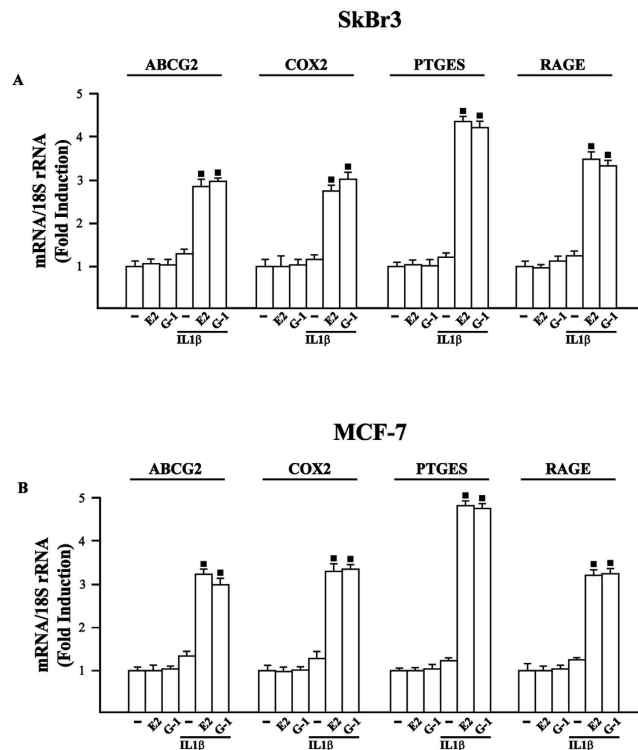 SkBr3
ABCG2 COX2 PTGES RAGE
A
mRNA/18S rRNA
(Fold Induction)
5
4
3
2
1
– E2 G-1 – E2 G-1 – E2 G-1 – E2 G-1 – E2 G-1 – E2 G-1 – E2 G-1 – E2 G-1
IL1β IL1β IL1β IL1β
MCF-7
ABCG2 COX2 PTGES RAGE
B
mRNA/18S rRNA
(Fold Induction)
5
4
3
2
1
– E2 G-1 – E2 G-1 – E2 G-1 – E2 G-1 – E2 G-1 – E2 G-1 – E2 G-1 – E2 G-1
IL1β IL1β IL1β IL1β